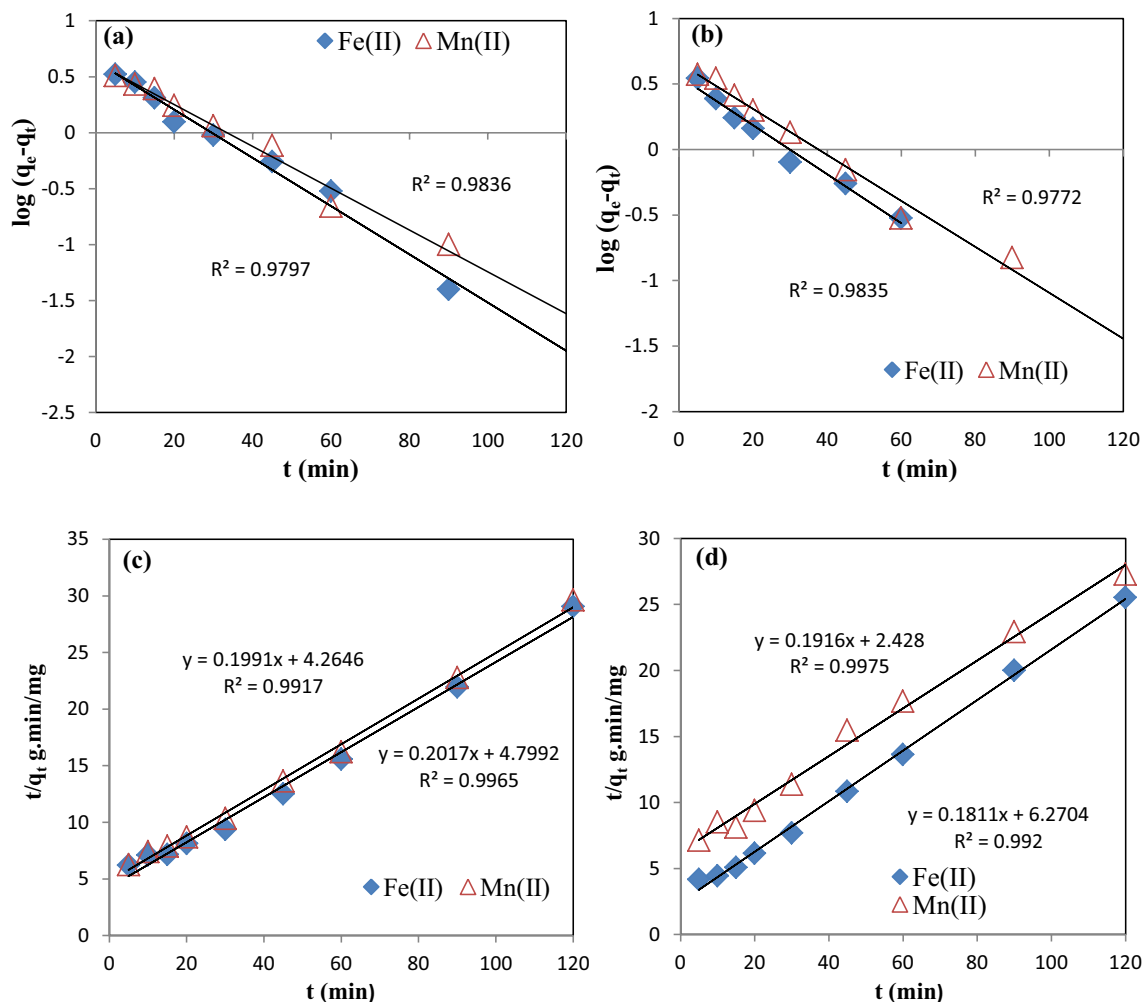 (a)
Fe(II) Mn(II)
1
0.5
0
-0.5
-1
-1.5
-2
-2.5
log (qe-qt)
R² = 0.9836
R² = 0.9797
0 20 40 60 80 100 120
t (min)
(b)
1
0.5
0
-0.5
-1
-1.5
-2
log (qe-qt)
R² = 0.9772
R² = 0.9835
Fe(II) Mn(II)
0 20 40 60 80 100 120
t (min)
(c)
35
30
25
20
15
10
5
0
t/qt g.min/mg
y = 0.1991x + 4.2646
R² = 0.9917
y = 0.2017x + 4.7992
R² = 0.9965
Fe(II) Mn(II)
0 20 40 60 80 100 120
t (min)
(d)
30
25
20
15
10
5
0
t/qt g.min/mg
y = 0.1916x + 2.428
R² = 0.9975
y = 0.1811x + 6.2704
R² = 0.992
Fe(II)
Mn(II)
0 20 40 60 80 100 120
t (min)